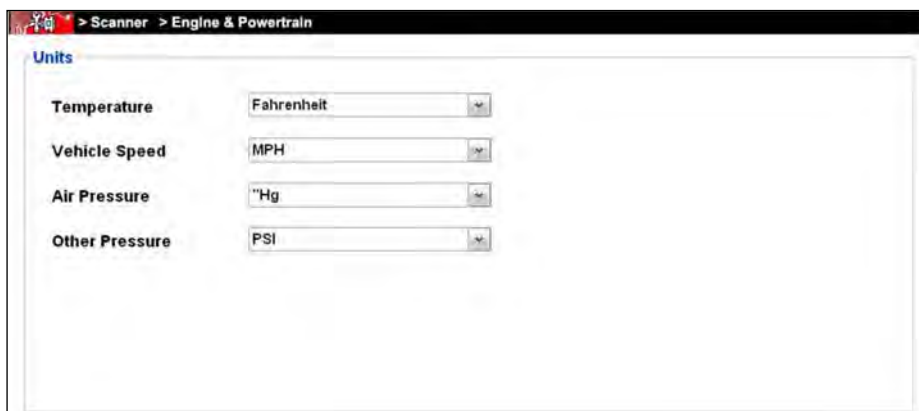 > Scanner > Engine & Powertrain
Units
Temperature Fahrenheit
Vehicle Speed MPH
Air Pressure "Hg
Other Pressure PSI